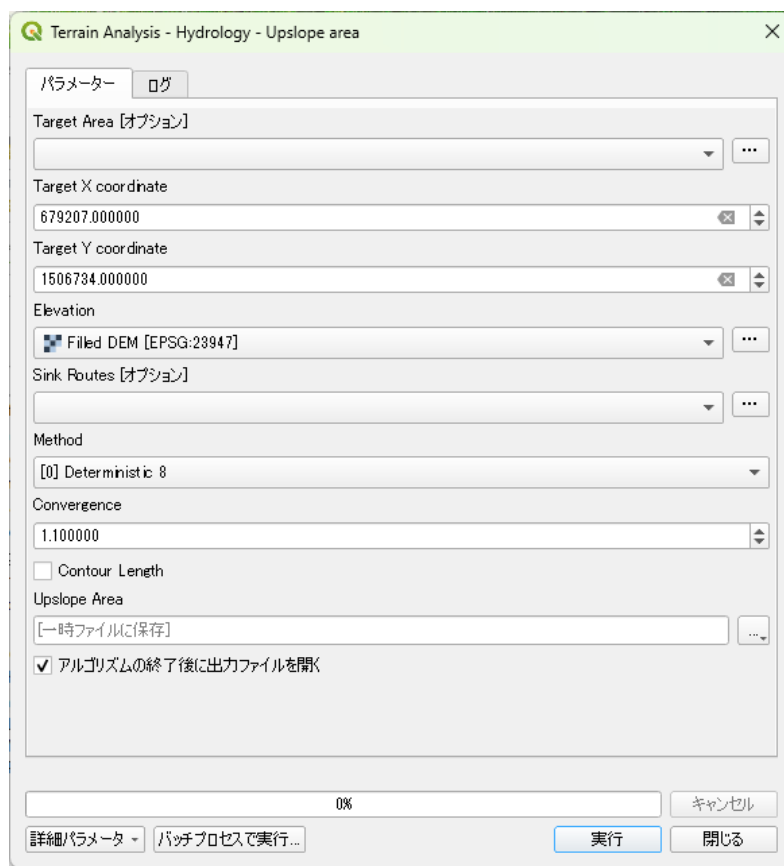 Terrain Analysis - Hydrology - Upslope area
パラメーター ログ
Target Area [オプション]
...
Target X coordinate
679207.000000
Target Y coordinate
1506734.000000
Elevation
Filled DEM [EPSG:23947]
...
Sink Routes [オプション]
...
Method
[0] Deterministic 8
Convergence
1.100000
Contour Length
Upslope Area
[一時ファイルに保存]
...
アルゴリズムの終了後に出力ファイルを開く
0% キャンセル
詳細パラメータ バッチプロセスで実行... 実行 閉じる